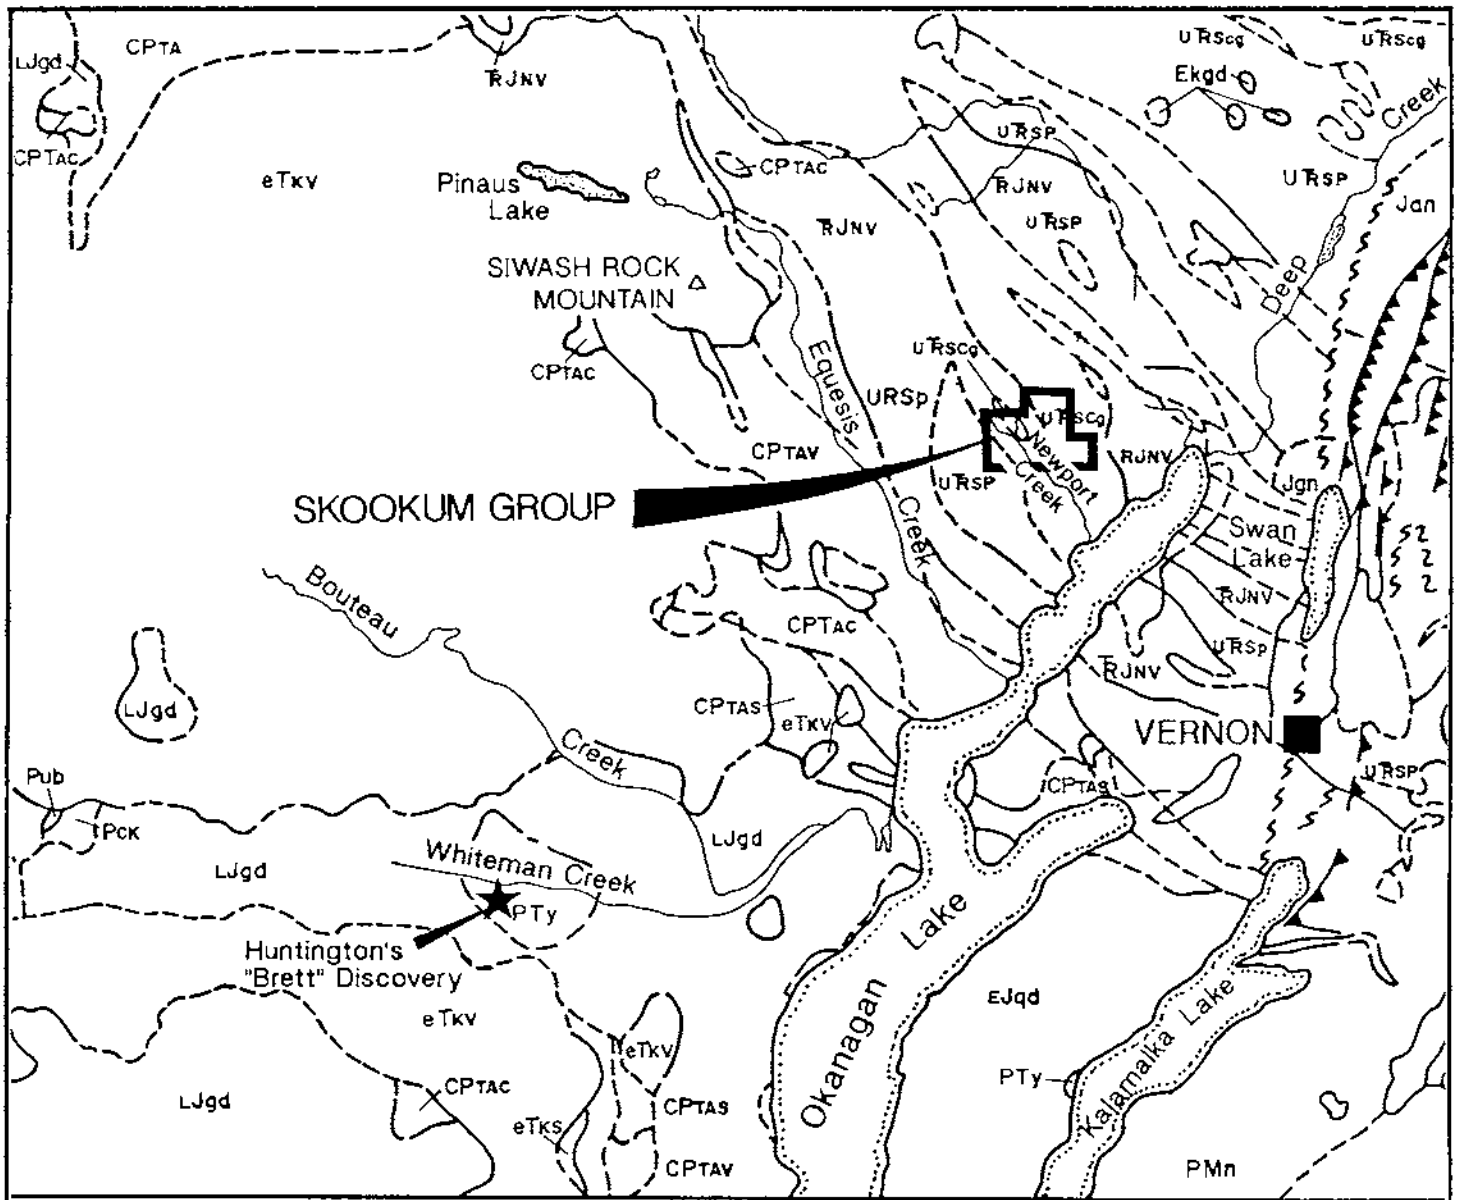 UTRScg
UTRScg
LJgd
CPTA
TRJNV
Ekgd
Creek
UTRSP
CPTAC
CPTAC
eTKV
Pinaus
Lake
TRJNV
UTRSP
Jan
TRJNV
UTRSP
SIWASH ROCK
MOUNTAIN
Deep
UTRSCg
CPTAC
Equesis
URSp
UTRSCg
CPTAV
RJNV
Newport
Creek
UTRSP
Jgn
SKOOKUM GROUP
Creek
Swan
Lake
Bouteau
TRJNV
CPTAC
UTRSp
TRJNV
CPTAS
LJgd
eTKV
VERNON
Creek
Pub
UTRSP
CPTAS
PCK
LJgd
Whiteman Creek
LJgd
PTy
Lake
Huntington's
"Brett" Discovery
eTKV
EJqd
eTKV
Okanagan
Kalamalka Lake
PTy
CPTAC
LJgd
CPTAS
eTKS
CPTAV
PMn